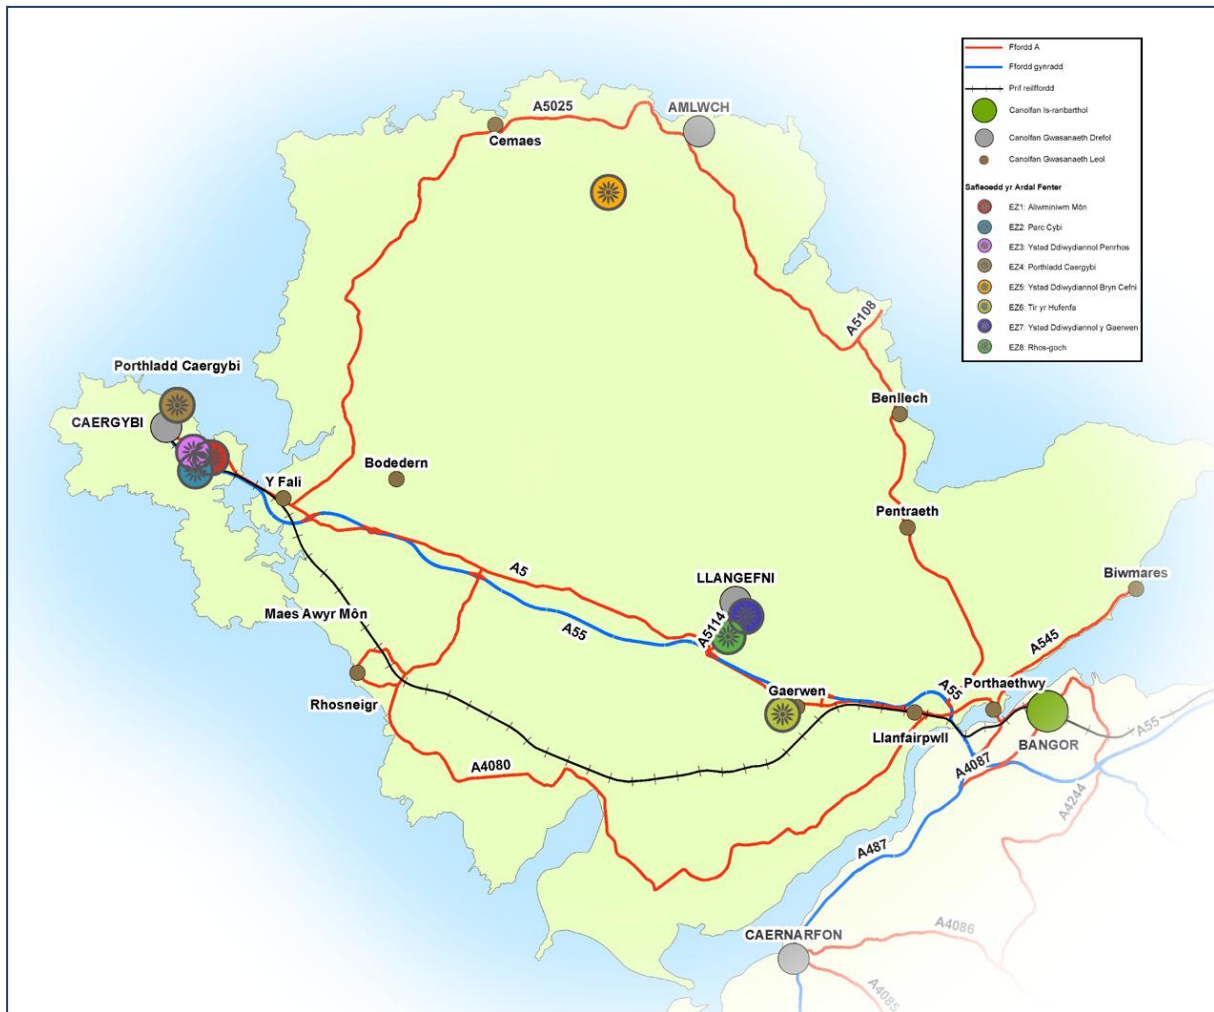 Ffordd A
Ffordd gynradd
Prif reilffordd
Canolfan Is-ranbarthol
Canolfan Gwasanaeth Drefol
Canolfan Gwasanaeth Leol
Safleoedd yr Ardal Fenter
EZ1: Aliwminiwm Môn
EZ2: Parc Cybi
EZ3: Ystad Ddiwydiannol Penrhos
EZ4: Porthladd Caergybi
EZ5: Ystad Ddiwydiannol Bryn Cefni
EZ6: Tir yr Hufenfa
EZ7: Ystad Ddiwydiannol y Gaerwen
EZ8: Rhos-goch
A5025
AMLWCH
Cemaes
A5108
Porthladd Caergybi
CAERGYBI
Benllech
Bodedern
Y Fali
Pentraeth
A5
LLANGEFNI
Biwmares
Maes Awyr Môn
A55
A5114
A545
Rhosneigr
Gaerwen
A55
Porthaethwy
Llanfairpwll
BANGOR
A55
A4080
A4087
A4244
A487
CAERNARFON
A4086
A4085